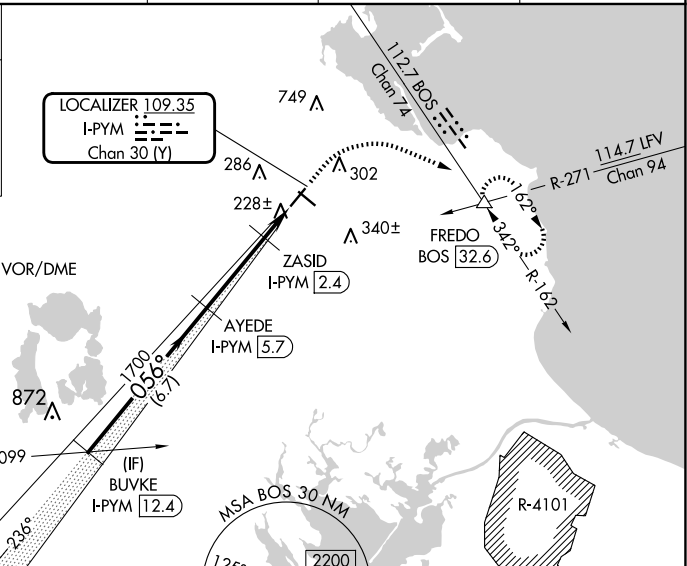 LOCALIZER 109.35
I-PYM
Chan 30 (Y)
749
112.7 BOS
Chan 74
286
302
228±
340±
R-271
114.7 LFV
Chan 94
162°
342°
R-162
FREDO
BOS 32.6
ZASID
I-PYM 2.4
VOR/DME
AYEDE
I-PYM 5.7
1700
056°
(6.7)
872
099
(IF)
BUVKE
I-PYM 12.4
236°
MSA BOS 30 NM
125°
2200
R-4101